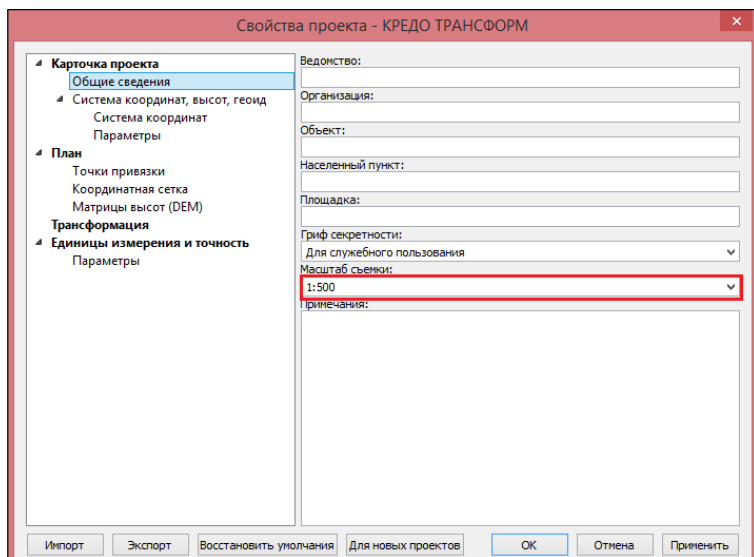 Свойства проекта - КРЕДО ТРАНСФОРМ
Карточка проекта
Общие сведения
Система координат, высот, геоид
Система координат
Параметры
План
Точки привязки
Координатная сетка
Матрицы высот (DEM)
Трансформация
Единицы измерения и точность
Параметры
Ведомство:
Организация:
Объект:
Населенный пункт:
Площадка:
Гриф секретности:
Для служебного пользования
Масштаб съемки:
1:500
Примечания:
Импорт Экспорт Восстановить умолчания Для новых проектов OK Отмена Применить